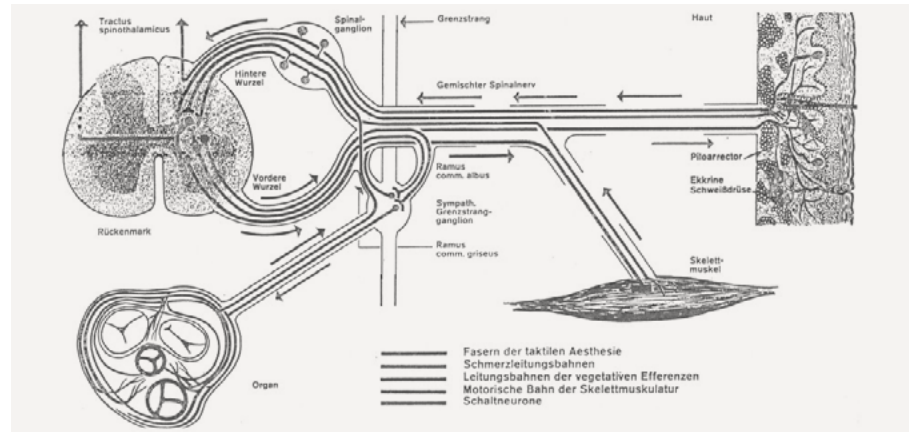 Tractus
spinothalamicus
Spinal-
ganglion
Grenzstrang
Haut
Hintere
Wurzel
Gemischter Spinalnerv
Vordere
Wurzel
Ramus
comm. albus
Piloarrector
Ekkrine
Schweißdrüse
Sympath.
Grenzstrang-
ganglion
Rückenmark
Ramus
comm. griseus
Skelett-
muskel
Organ
Fasern der taktilen Aesthesie
Schmerzleitungsbahnen
Leitungsbahnen der vegetativen Efferenzen
Motorische Bahn der Skelettmuskulatur
Schaltneurone